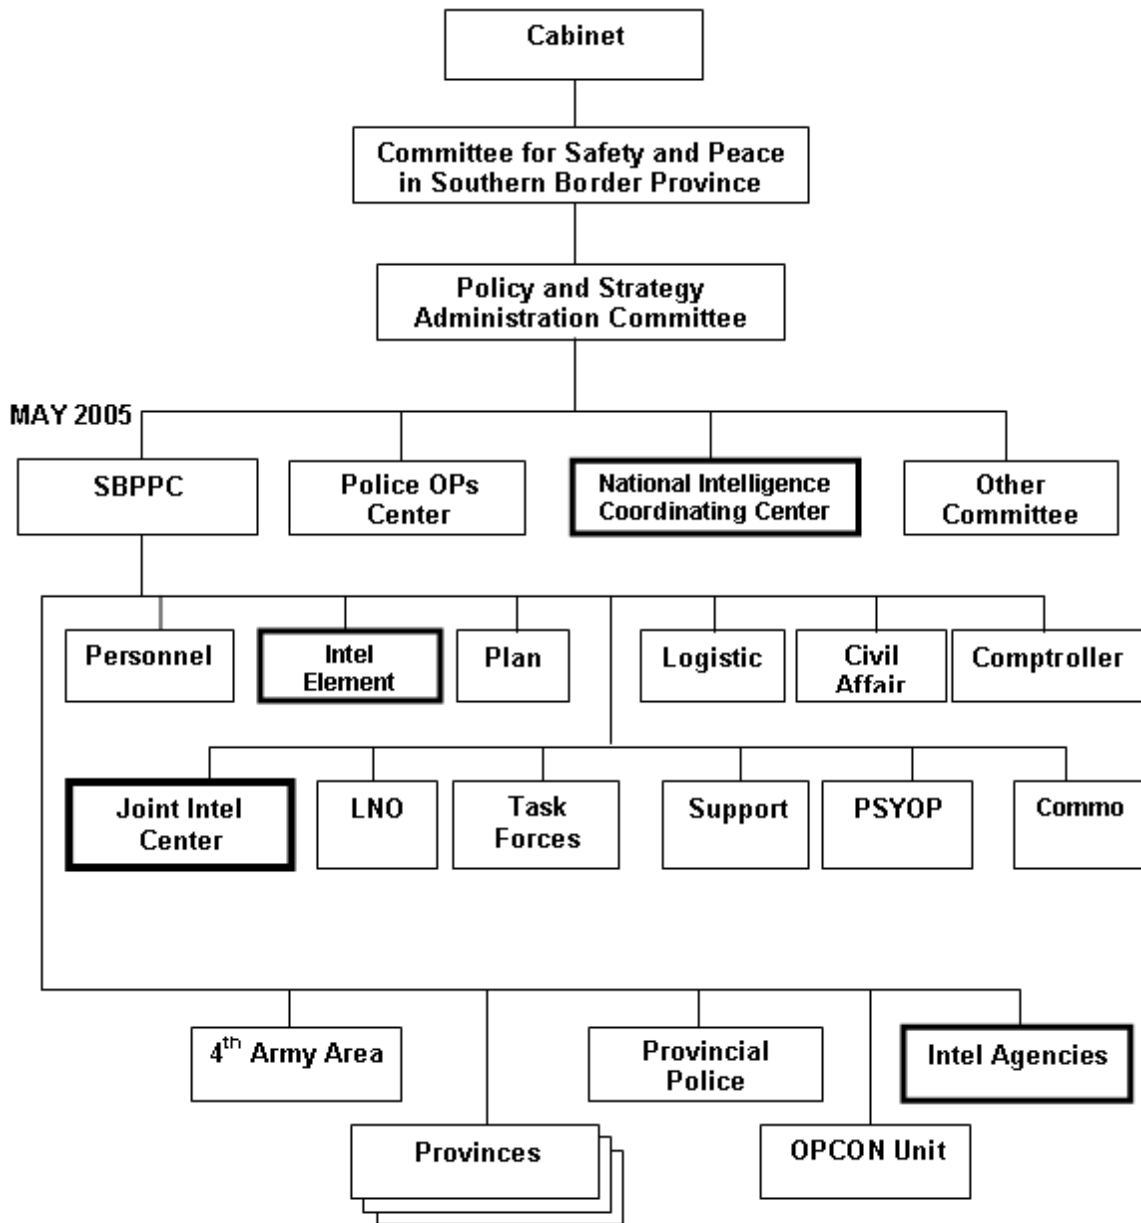 Cabinet
Committee for Safety and Peace
in Southern Border Province
Policy and Strategy
Administration Committee
MAY 2005
SBPPC
Police OPs
Center
National Intelligence
Coordinating Center
Other
Committee
Personnel
Intel
Element
Plan
Logistic
Civil
Affair
Comptroller
Joint Intel
Center
LNO
Task
Forces
Support
PSYOP
Commo
4th Army Area
Provincial
Police
Intel Agencies
Provinces
OPCON Unit